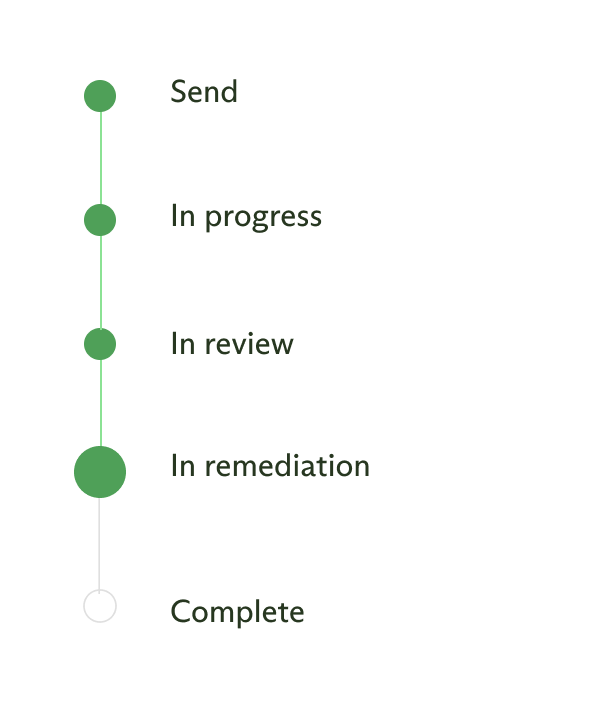 Send
In progress
In review
In remediation
Complete